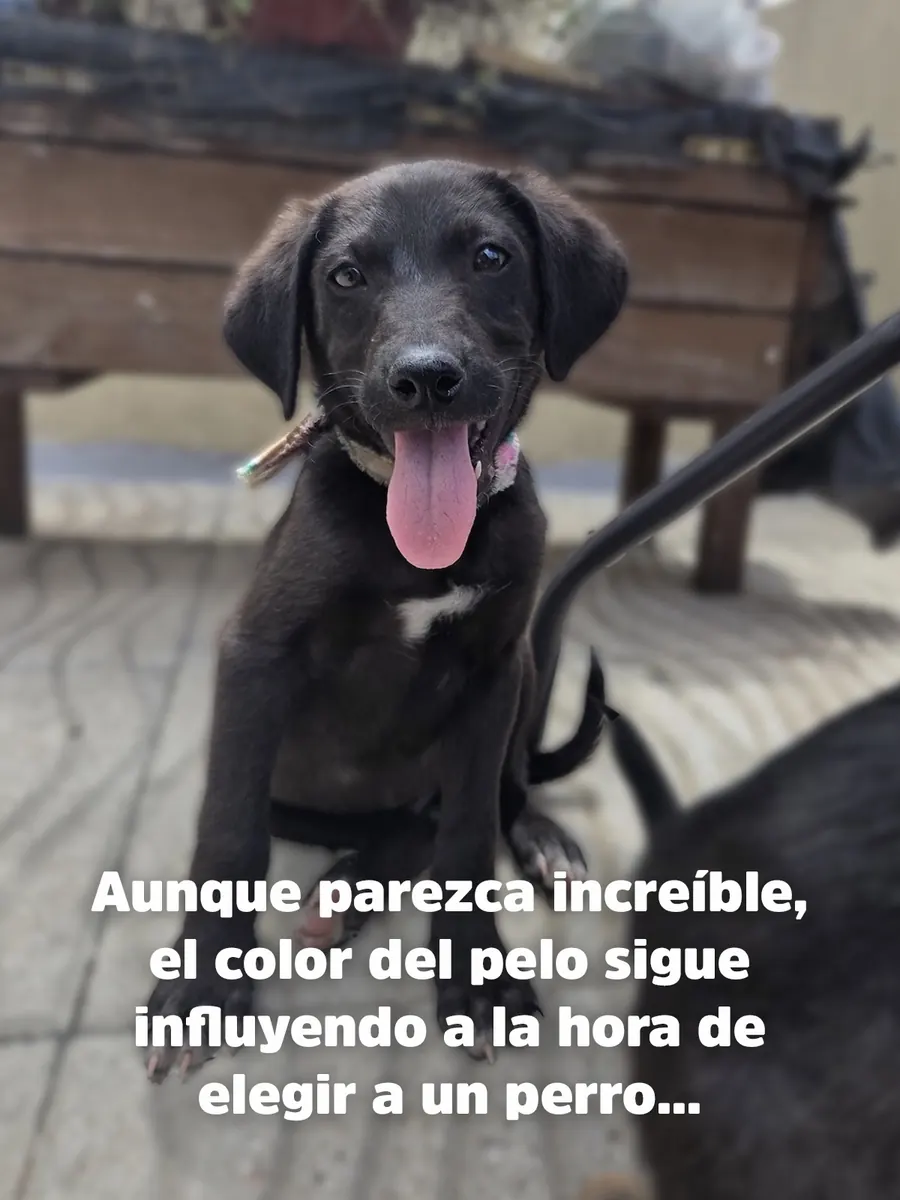 Aunque parezca increíble,
el color del pelo sigue
influyendo a la hora de
elegir a un perro...